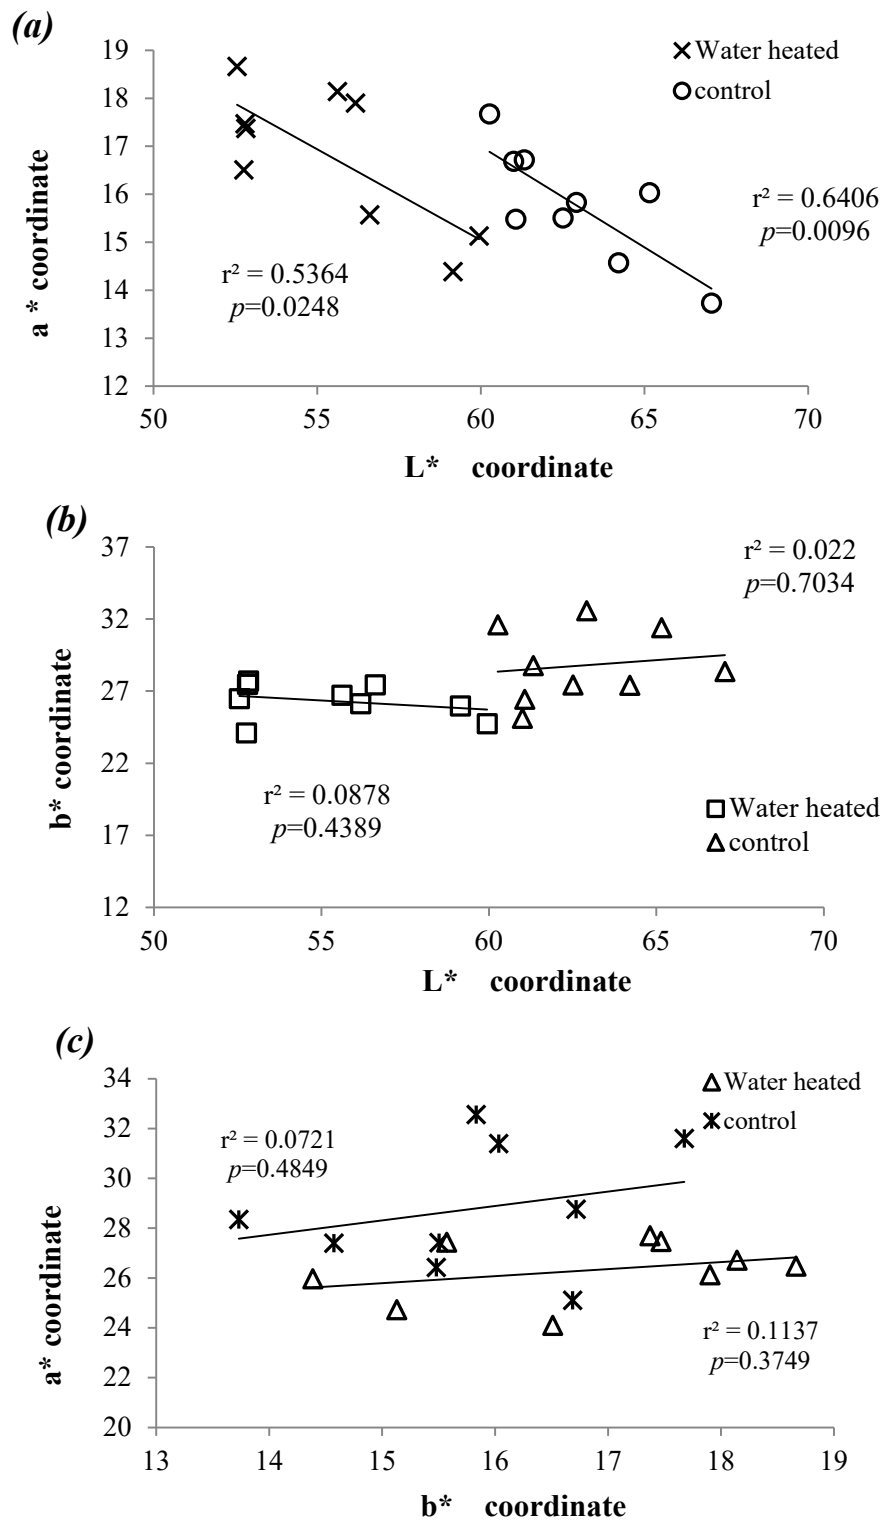 (a)
19
18
17
16
15
14
13
12
a * coordinate
Water heated
control
r² = 0.6406
p=0.0096
r² = 0.5364
p=0.0248
50 55 60 65 70
L* coordinate
(b)
37
32
27
22
17
12
b* coordinate
r² = 0.022
p=0.7034
r² = 0.0878
p=0.4389
Water heated
control
50 55 60 65 70
L* coordinate
(c)
34
32
30
28
26
24
22
20
a* coordinate
Water heated
control
r² = 0.0721
p=0.4849
r² = 0.1137
p=0.3749
13 14 15 16 17 18 19
b* coordinate